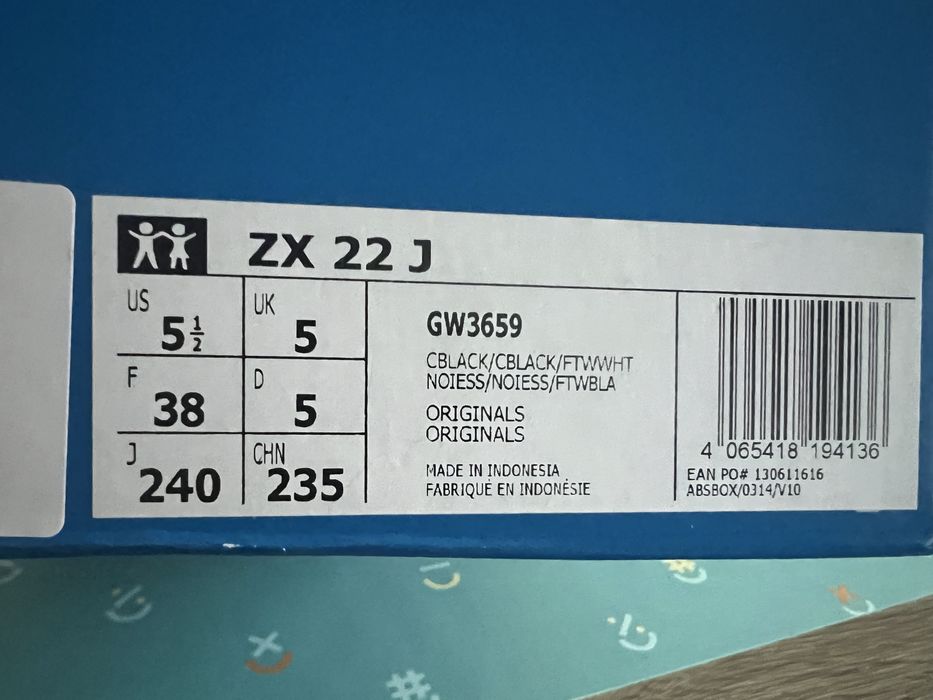 ZX 22 J
US 5½ UK 5
F 38 D 5
J 240 CHN 235
GW3659
CBLACK/CBLACK/FTWWHT
NOIESS/NOIESS/FTWBLA
ORIGINALS
ORIGINALS
MADE IN INDONESIA
FABRIQUÉ EN INDONÉSIE
4 065418 194136
EAN PO# 130611616
ABSBOX/0314/V10